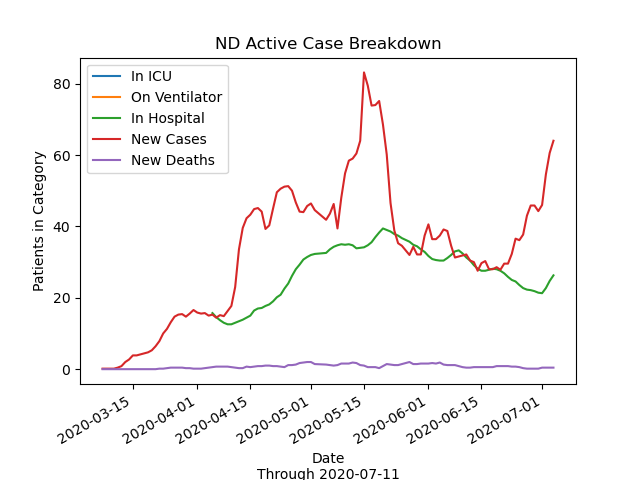 ND Active Case Breakdown
In ICU
On Ventilator
In Hospital
New Cases
New Deaths
Patients in Category
80
60
40
20
0
2020-03-15
2020-04-01
2020-04-15
2020-05-01
2020-05-15
2020-06-01
2020-06-15
2020-07-01
Date
Through 2020-07-11